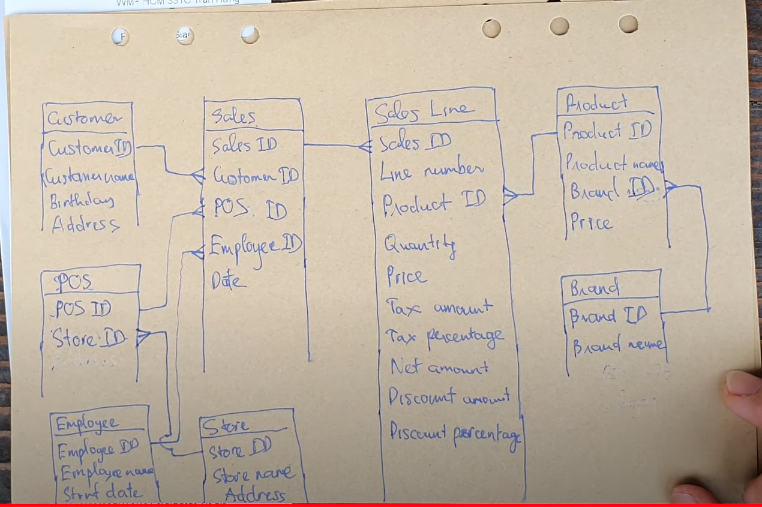 Customer
Customer ID
Customer name
Birthday
Address
Sales
Sales ID
Customer ID
POS ID
Employee ID
Date
Sales Line
Sales ID
Line number
Product ID
Quantity
Price
Tax amount
Tax percentage
Net amount
Discount amount
Discount percentage
Product
Product ID
Product name
Brand ID
Price
POS
POS ID
Store ID
Brand
Brand ID
Brand name
Employee
Employee ID
Employee name
Start date
Store
Store ID
Store name
Address